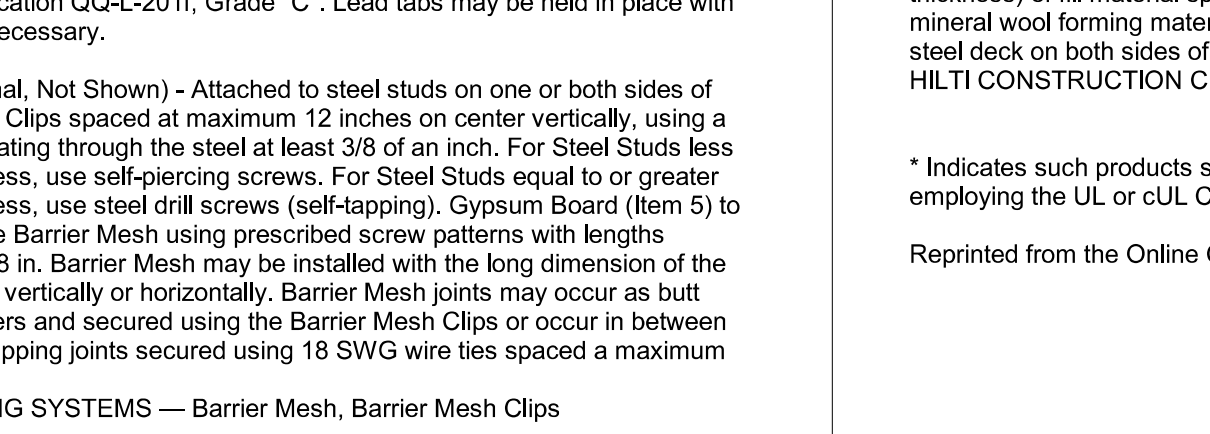 cation QQ-L-201f, Grade "C". Lead tabs may be held in place with
ecessary.
nal, Not Shown) - Attached to steel studs on one or both sides of
Clips spaced at maximum 12 inches on center vertically, using a
ating through the steel at least 3/8 of an inch. For Steel Studs less
ess, use self-piercing screws. For Steel Studs equal to or greater
ess, use steel drill screws (self-tapping). Gypsum Board (Item 5) to
e Barrier Mesh using prescribed screw patterns with lengths
8 in. Barrier Mesh may be installed with the long dimension of the
vertically or horizontally. Barrier Mesh joints may occur as butt
ers and secured using the Barrier Mesh Clips or occur in between
pping joints secured using 18 SWG wire ties spaced a maximum
NG SYSTEMS — Barrier Mesh, Barrier Mesh Clips
thickness) of fill material sp
mineral wool forming mater
steel deck on both sides of
HILTI CONSTRUCTION C
* Indicates such products s
employing the UL or cUL C
Reprinted from the Online